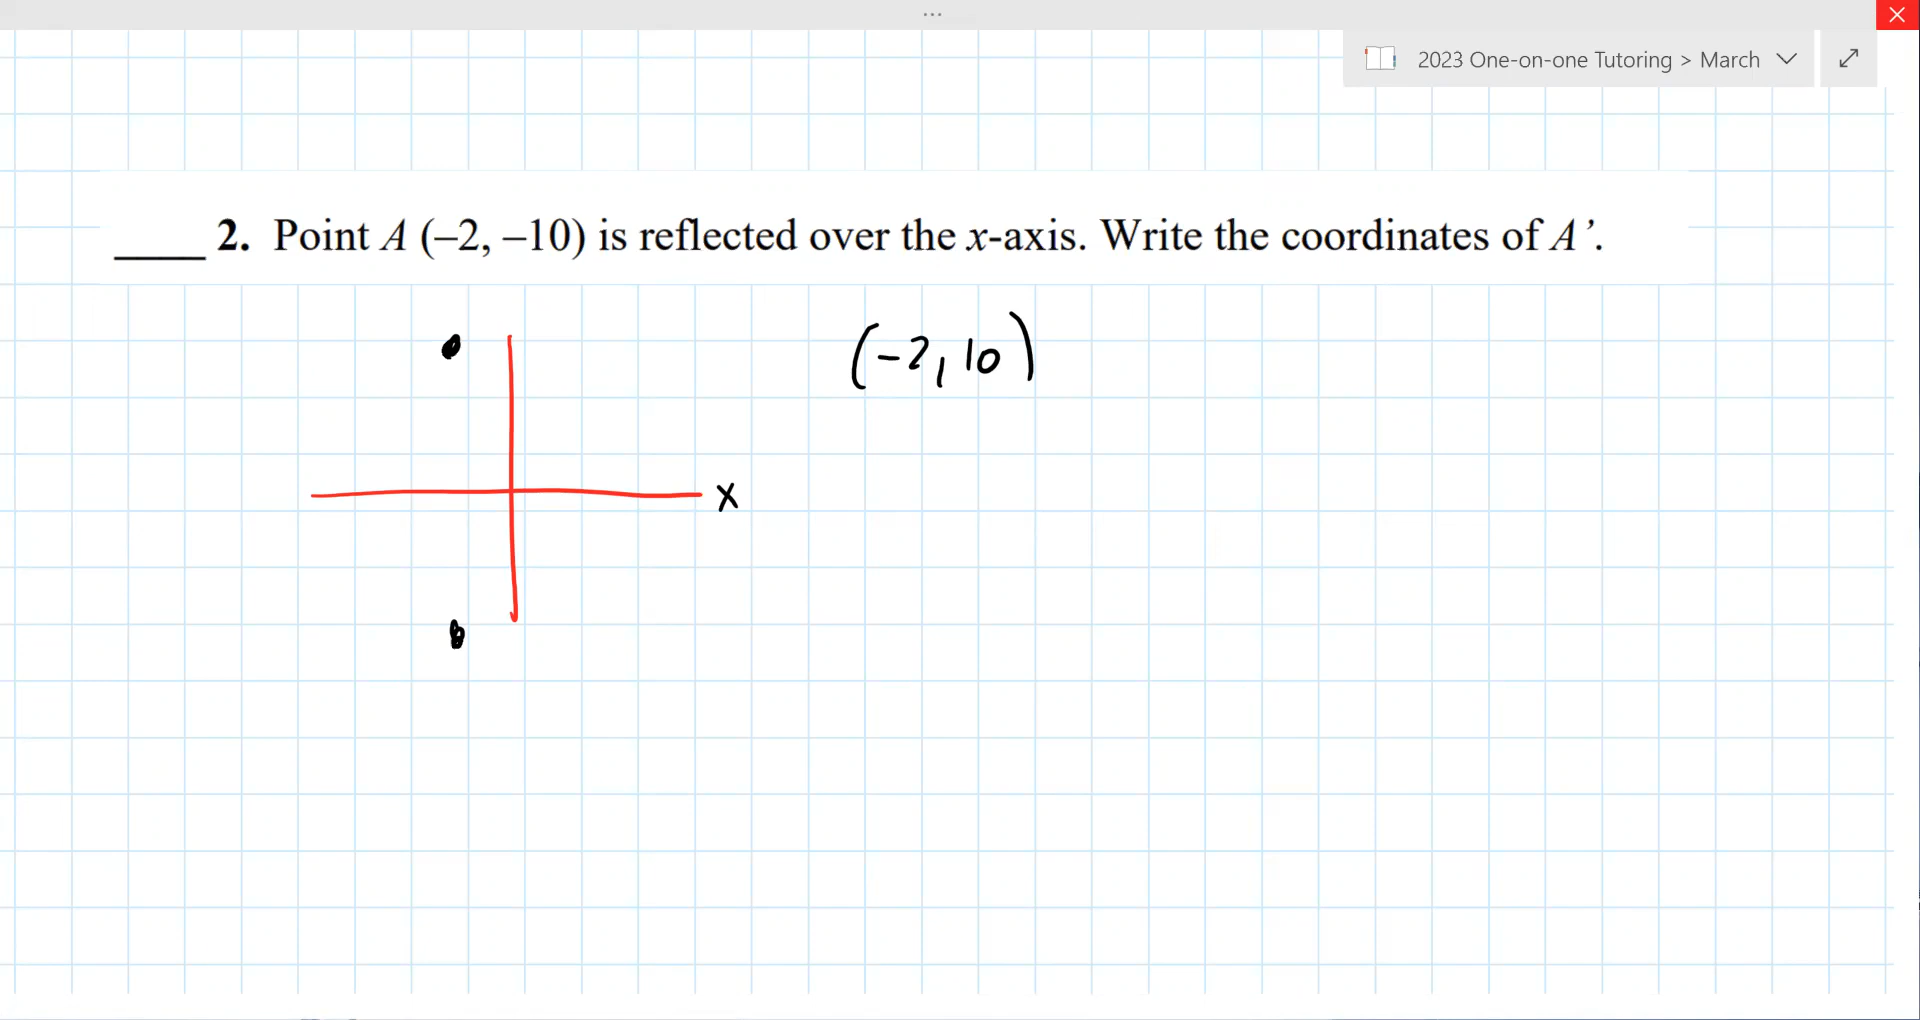 ...
2023 One-on-one Tutoring > March
2. Point A (–2, –10) is reflected over the x-axis. Write the coordinates of A’.
(-2, 10)
x